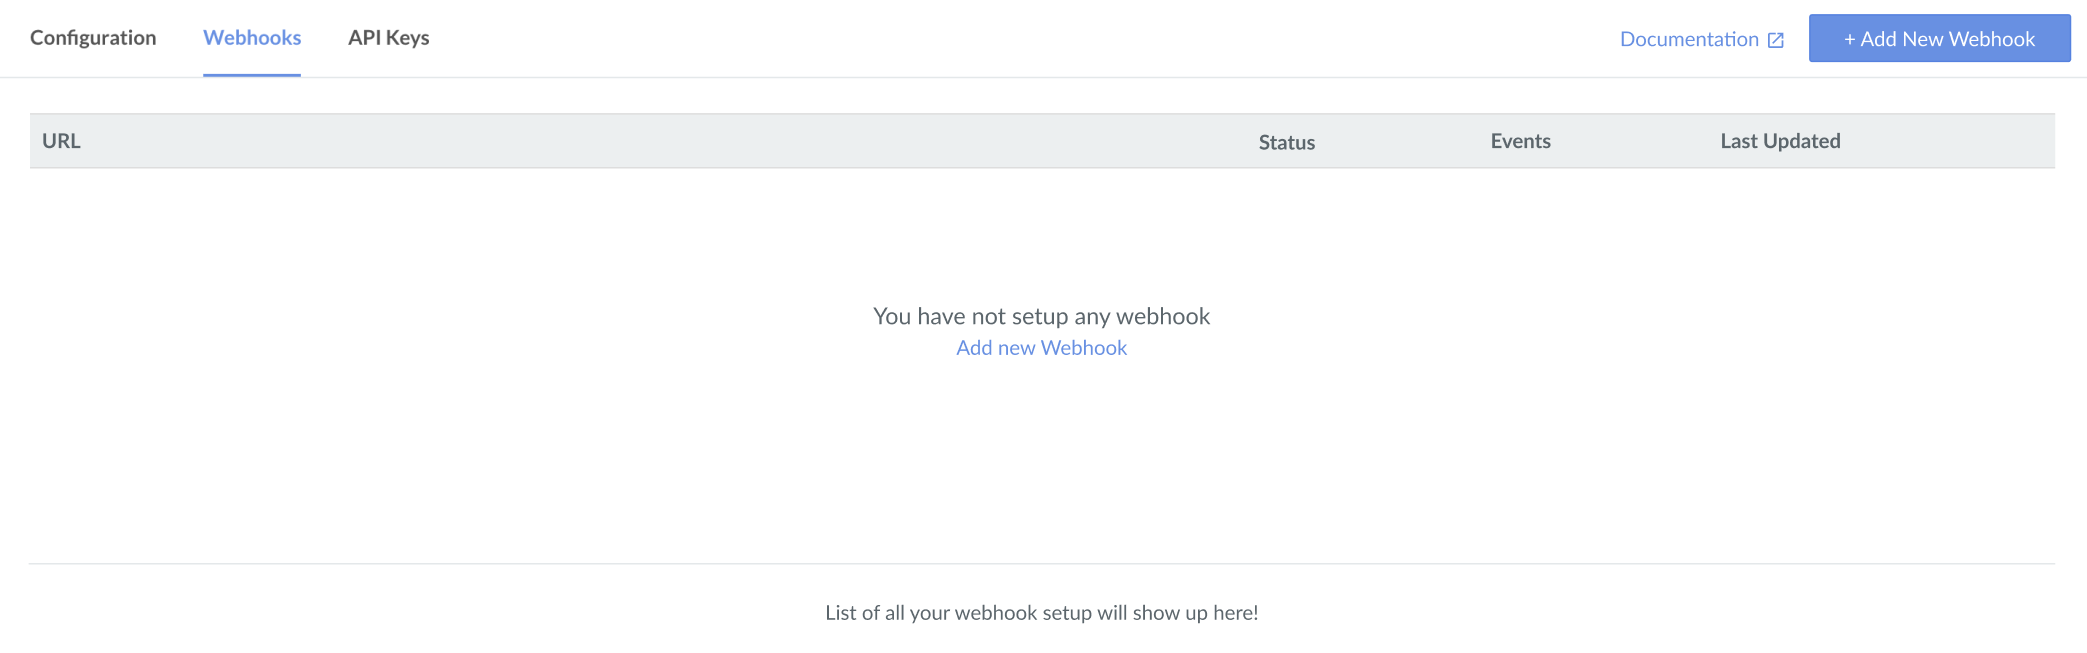 Configuration Webhooks API Keys Documentation + Add New Webhook
URL Status Events Last Updated
You have not setup any webhook
Add new Webhook
List of all your webhook setup will show up here!